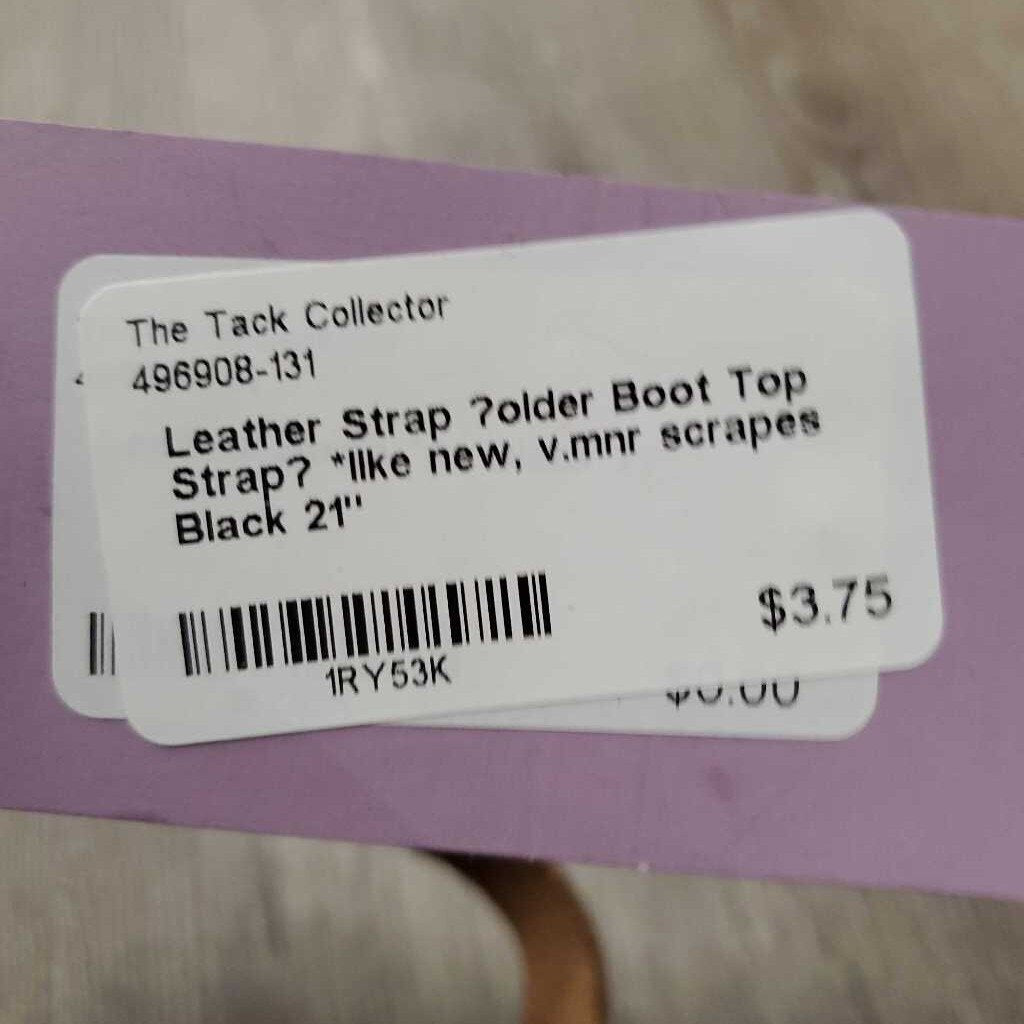 The Tack Collector
496908-131
Leather Strap ?older Boot Top
Strap? *like new, v.mnr scrapes
Black 21"
$3.75
1RY53K